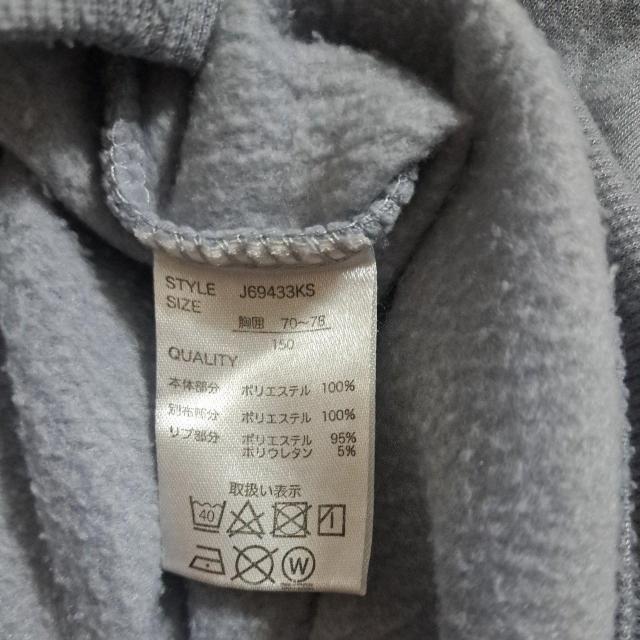 STYLE J69433KS
SIZE
胸囲 70〜78
150
QUALITY
本体部分 ポリエステル 100%
別布部分 ポリエステル 100%
リブ部分 ポリエステル 95%
ポリウレタン 5%
取扱い表示
40
W